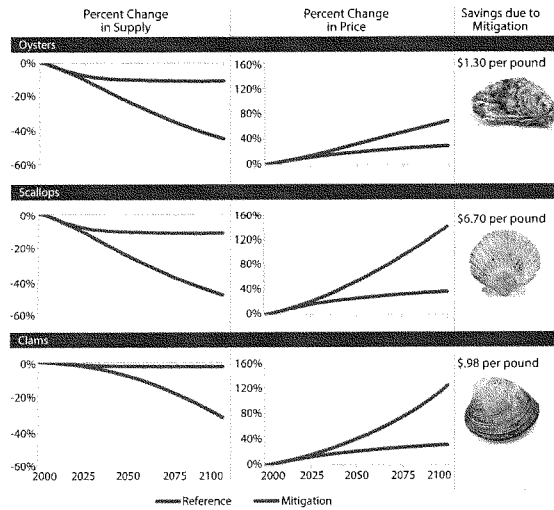 Percent Change
in Supply
Percent Change
in Price
Savings due to
Mitigation
Oysters
0%
-20%
-40%
-60%
160%
120%
80%
40%
0%
$1.30 per pound
Scallops
0%
-20%
-40%
-60%
160%
120%
80%
40%
0%
$6.70 per pound
Clams
0%
-20%
-40%
-60%
160%
120%
80%
40%
0%
$.98 per pound
2000 2025 2050 2075 2100
2000 2025 2050 2075 2100
Reference Mitigation